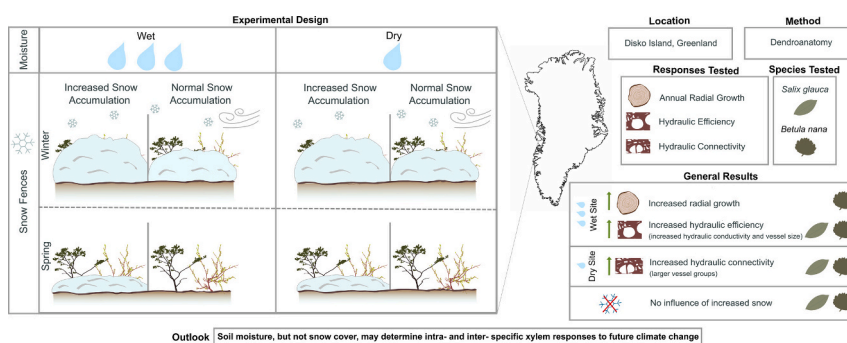 Experimental Design
Moisture
Wet
Dry
Snow Fences
Winter
Increased Snow
Accumulation
Normal Snow
Accumulation
Increased Snow
Accumulation
Normal Snow
Accumulation
Spring
Location
Disko Island, Greenland
Method
Dendroanatomy
Responses Tested
Annual Radial Growth
Hydraulic Efficiency
Hydraulic Connectivity
Species Tested
Salix glauca
Betula nana
General Results
Wet Site
Increased radial growth
Increased hydraulic efficiency
(increased hydraulic conductivity and vessel size)
Dry Site
Increased hydraulic connectivity
(larger vessel groups)
No influence of increased snow
Outlook
Soil moisture, but not snow cover, may determine intra- and inter- specific xylem responses to future climate change